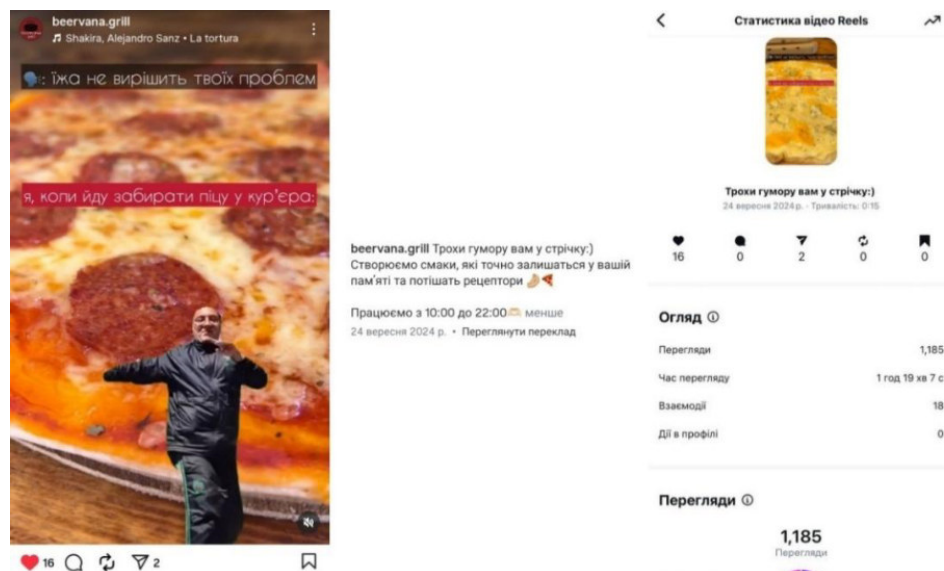 beervana.grill
Shakira, Alejandro Sanz • La tortura
: їжа не вирішить твоїх проблем
я, коли йду забирати піцу у кур'єра:
16
2
beervana.grill Трохи гумору вам у стрічку:)
Створюємо смаки, які точно залишаться у вашій
пам'яті та потішать рецептори
Працюємо з 10:00 до 22:00 менше
24 вересня 2024 р. • Переглянути переклад
Статистика відео Reels
Трохи гумору вам у стрічку:)
24 вересня 2024 р. · Тривалість: 0:15
16 0 2 0 0
Огляд
Перегляди 1,185
Час перегляду 1 год 19 хв 7 с
Взаємодії 18
Дії в профілі 0
Перегляди
1,185
Перегляди